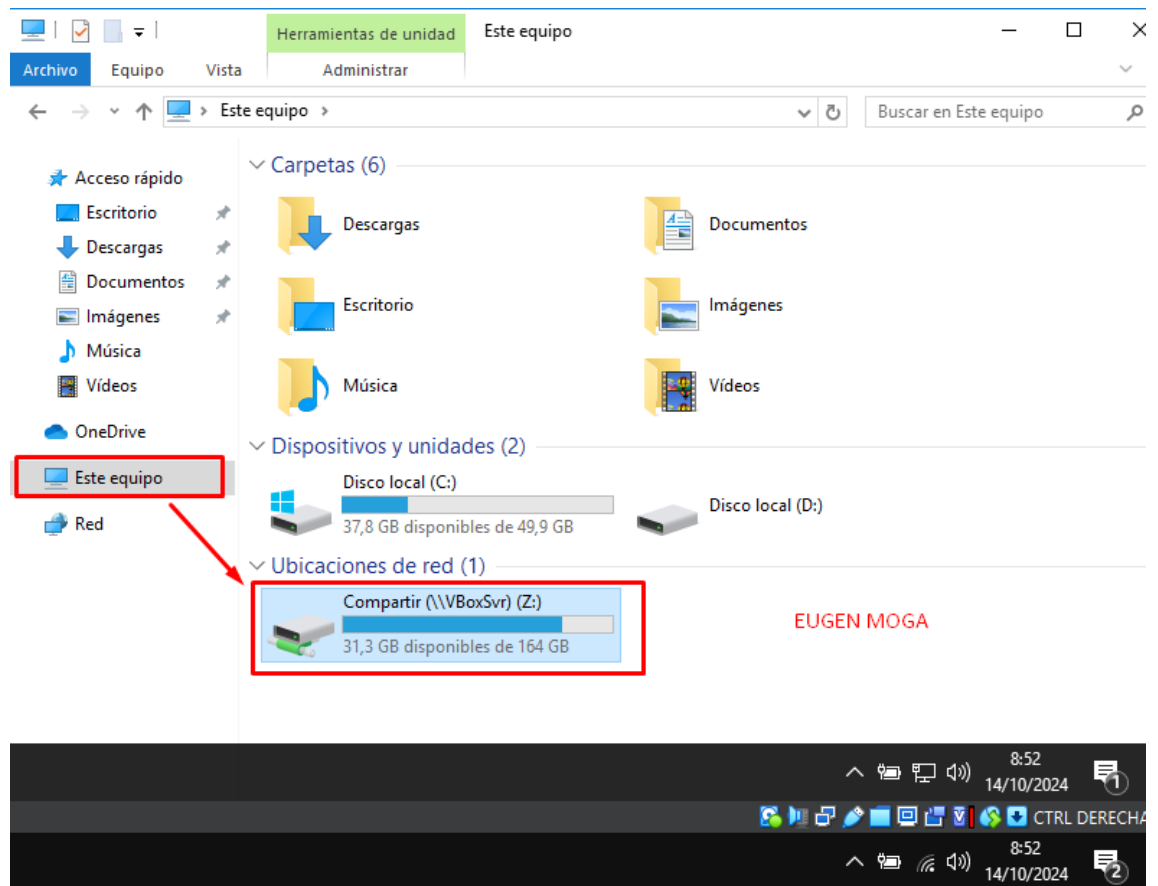 Herramientas de unidad Este equipo
Archivo Equipo Vista Administrar
Este equipo Buscar en Este equipo
Acceso rápido
Escritorio
Descargas
Documentos
Imágenes
Música
Vídeos
OneDrive
Este equipo
Red
Carpetas (6)
Descargas Documentos
Escritorio Imágenes
Música Vídeos
Dispositivos y unidades (2)
Disco local (C:)
37,8 GB disponibles de 49,9 GB
Disco local (D:)
Ubicaciones de red (1)
Compartir (\\VBoxSvr) (Z:)
31,3 GB disponibles de 164 GB
EUGEN MOGA
8:52
14/10/2024
1
CTRL DERECHA
8:52
14/10/2024
2